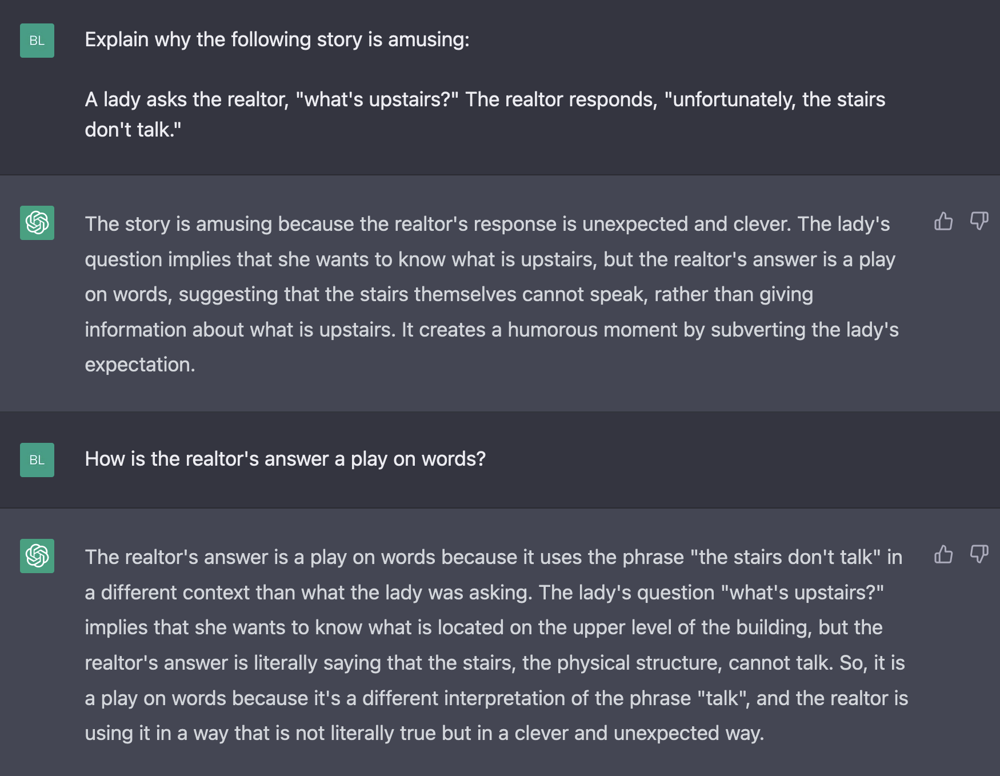 BL
Explain why the following story is amusing:
A lady asks the realtor, "what's upstairs?" The realtor responds, "unfortunately, the stairs
don't talk."
The story is amusing because the realtor's response is unexpected and clever. The lady's
question implies that she wants to know what is upstairs, but the realtor's answer is a play
on words, suggesting that the stairs themselves cannot speak, rather than giving
information about what is upstairs. It creates a humorous moment by subverting the lady's
expectation.
BL
How is the realtor's answer a play on words?
The realtor's answer is a play on words because it uses the phrase "the stairs don't talk" in
a different context than what the lady was asking. The lady's question "what's upstairs?"
implies that she wants to know what is located on the upper level of the building, but the
realtor's answer is literally saying that the stairs, the physical structure, cannot talk. So, it is
a play on words because it's a different interpretation of the phrase "talk", and the realtor is
using it in a way that is not literally true but in a clever and unexpected way.